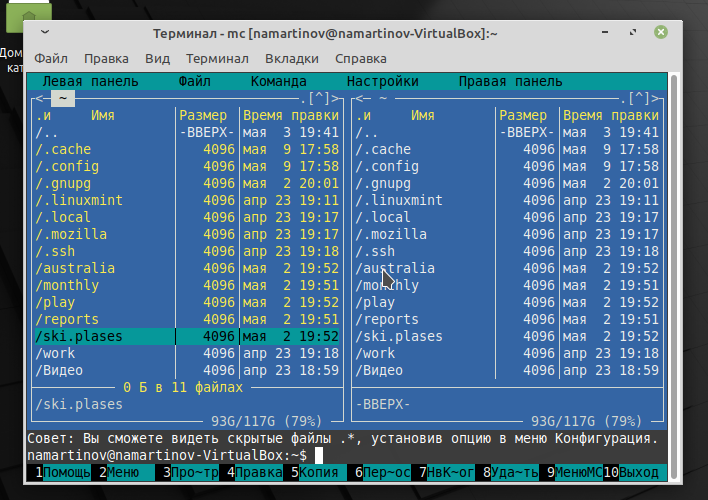 Дом
кат
Терминал - mc [namartinov@namartinov-VirtualBox]:~
Файл Правка Вид Терминал Вкладки Справка
Левая панель Файл Команда Настройки Правая панель
<─ ~ ─.[^]> <─ ~ ─.[^]>
.и Имя Размер Время правки .и Имя Размер Время правки
/.. -ВВЕРХ- мая 3 19:41 /.. -ВВЕРХ- мая 3 19:41
/.cache 4096 мая 9 17:58 /.cache 4096 мая 9 17:58
/.config 4096 мая 9 17:58 /.config 4096 мая 9 17:58
/.gnupg 4096 мая 2 20:01 /.gnupg 4096 мая 2 20:01
/.linuxmint 4096 апр 23 19:11 /.linuxmint 4096 апр 23 19:11
/.local 4096 апр 23 19:17 /.local 4096 апр 23 19:17
/.mozilla 4096 апр 23 19:17 /.mozilla 4096 апр 23 19:17
/.ssh 4096 апр 23 19:18 /.ssh 4096 апр 23 19:18
/australia 4096 мая 2 19:52 /australia 4096 мая 2 19:52
/monthly 4096 мая 2 19:51 /monthly 4096 мая 2 19:51
/play 4096 мая 2 19:52 /play 4096 мая 2 19:52
/reports 4096 мая 2 19:51 /reports 4096 мая 2 19:51
/ski.plases 4096 мая 2 19:52 /ski.plases 4096 мая 2 19:52
/work 4096 апр 23 19:18 /work 4096 апр 23 19:18
/Видео 4096 апр 23 18:59 /Видео 4096 апр 23 18:59
0 Б в 11 файлах
/ski.plases -ВВЕРХ-
93G/117G (79%) 93G/117G (79%)
Совет: Вы сможете видеть скрытые файлы .*, установив опцию в меню Конфигурация.
namartinov@namartinov-VirtualBox:~$
1Помощь 2Меню 3Про~тр 4Правка 5Копия 6Пер~ос 7НвК~ог 8Уда~ть 9МенюMC 10Выход